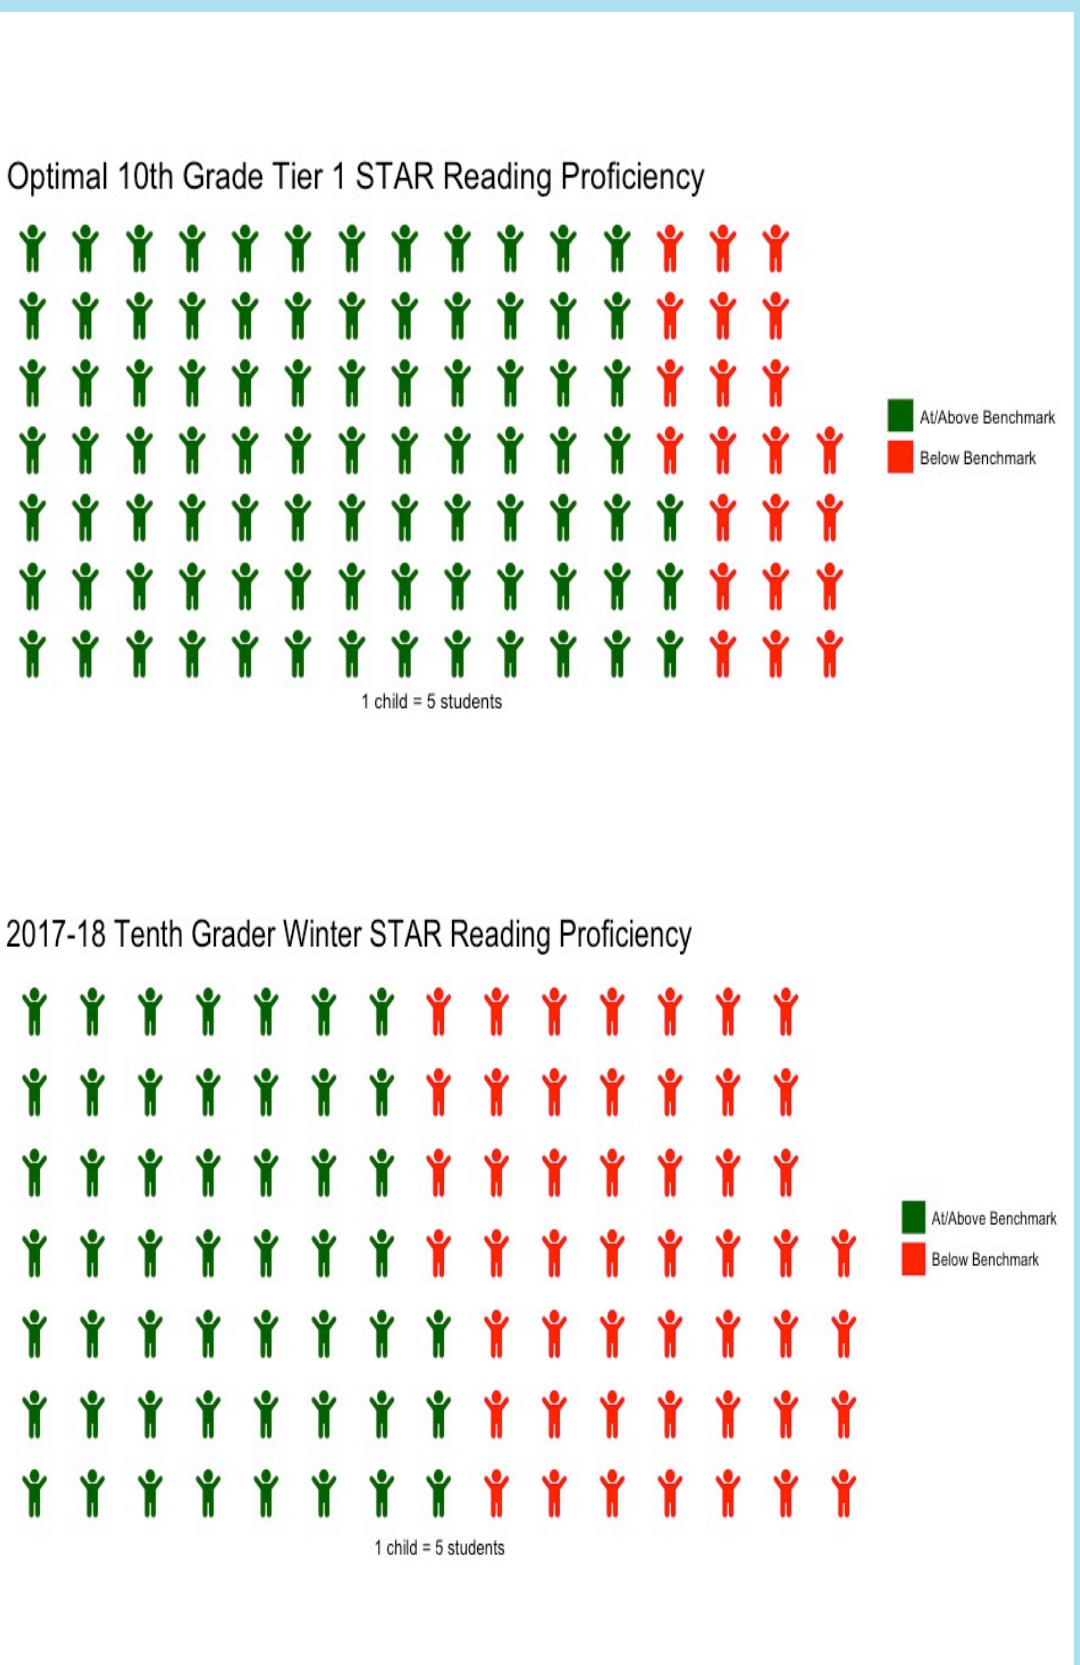 Optimal 10th Grade Tier 1 STAR Reading Proficiency
At/Above Benchmark
Below Benchmark
1 child = 5 students
2017-18 Tenth Grader Winter STAR Reading Proficiency
At/Above Benchmark
Below Benchmark
1 child = 5 students